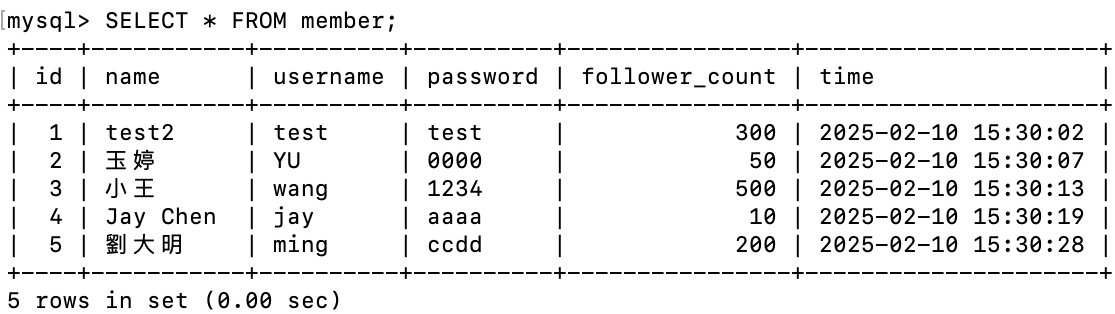 mysql> SELECT * FROM member;
+----+-----------+----------+----------+----------------+---------------------+
| id | name      | username | password | follower_count | time                |
+----+-----------+----------+----------+----------------+---------------------+
|  1 | test2     | test     | test     |            300 | 2025-02-10 15:30:02 |
|  2 | 玉婷      | YU       | 0000     |             50 | 2025-02-10 15:30:07 |
|  3 | 小王      | wang     | 1234     |            500 | 2025-02-10 15:30:13 |
|  4 | Jay Chen  | jay      | aaaa     |             10 | 2025-02-10 15:30:19 |
|  5 | 劉大明    | ming     | ccdd     |            200 | 2025-02-10 15:30:28 |
+----+-----------+----------+----------+----------------+---------------------+
5 rows in set (0.00 sec)